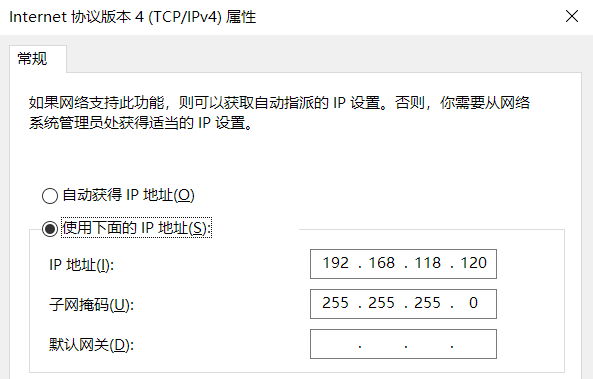 Internet 协议版本 4 (TCP/IPv4) 属性
常规
如果网络支持此功能，则可以获取自动指派的 IP 设置。否则，你需要从网络
系统管理员处获得适当的 IP 设置。
自动获得 IP 地址(O)
使用下面的 IP 地址(S):
IP 地址(I): 192 . 168 . 118 . 120
子网掩码(U): 255 . 255 . 255 . 0
默认网关(D): . . .